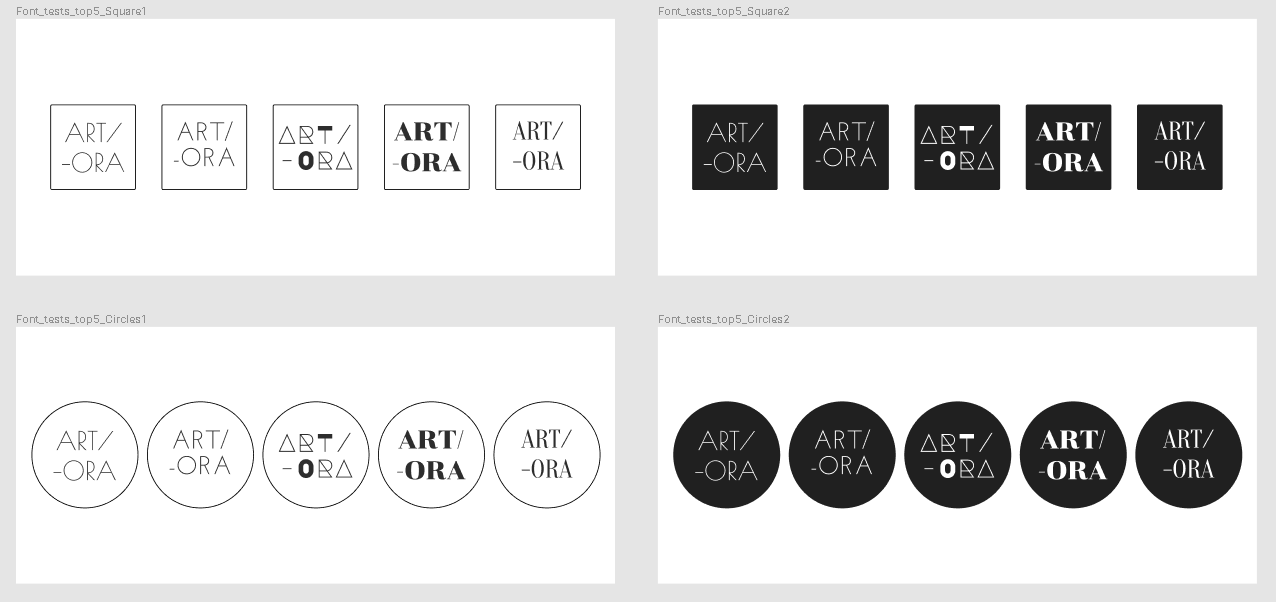 Font_tests_top5_Square1
ART/ ART/ ART/ ART/ ART/
-ORA -ORA -ORA -ORA -ORA
Font_tests_top5_Square2
ART/ ART/ ART/ ART/ ART/
-ORA -ORA -ORA -ORA -ORA
Font_tests_top5_Circles1
ART/ ART/ ART/ ART/ ART/
-ORA -ORA -ORA -ORA -ORA
Font_tests_top5_Circles2
ART/ ART/ ART/ ART/ ART/
-ORA -ORA -ORA -ORA -ORA